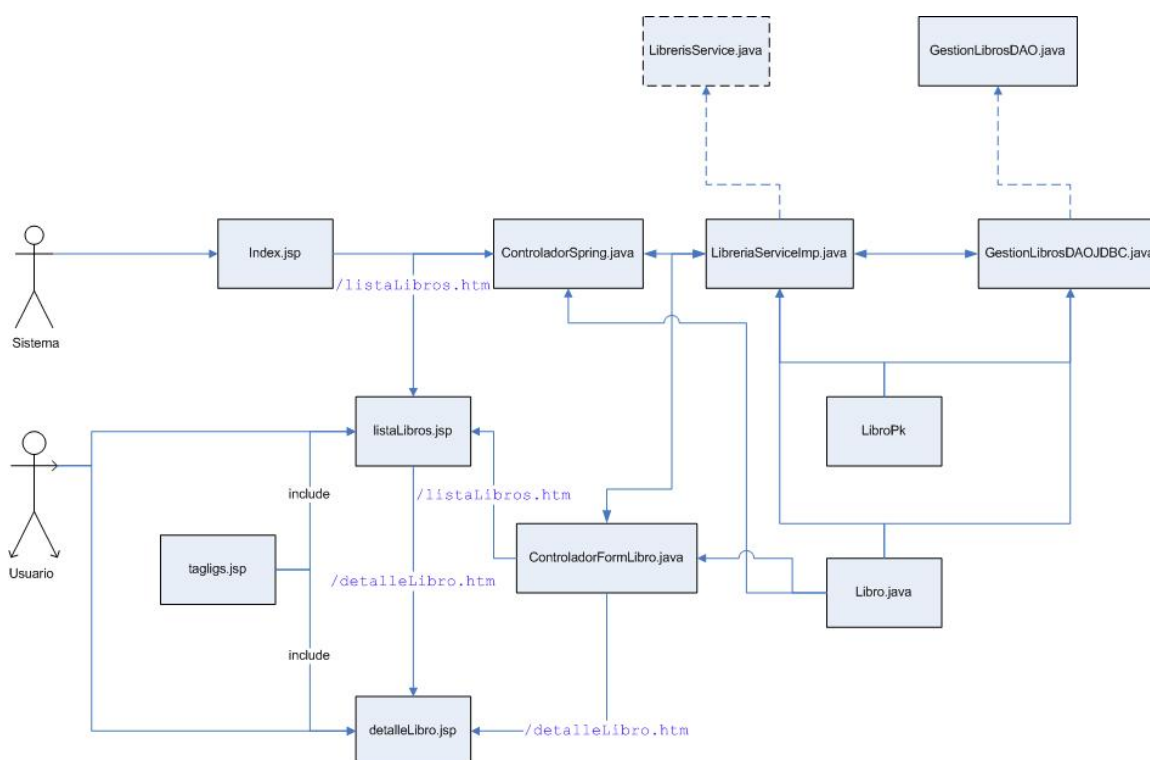 LibrerisService.java
GestionLibrosDAO.java
Index.jsp
ControladorSpring.java
LibreriaServiceImp.java
GestionLibrosDAOJDBC.java
/listaLibros.htm
Sistema
listaLibros.jsp
LibroPk
include
/listaLibros.htm
ControladorFormLibro.java
Usuario
tagligs.jsp
/detalleLibro.htm
Libro.java
include
detalleLibro.jsp
/detalleLibro.htm